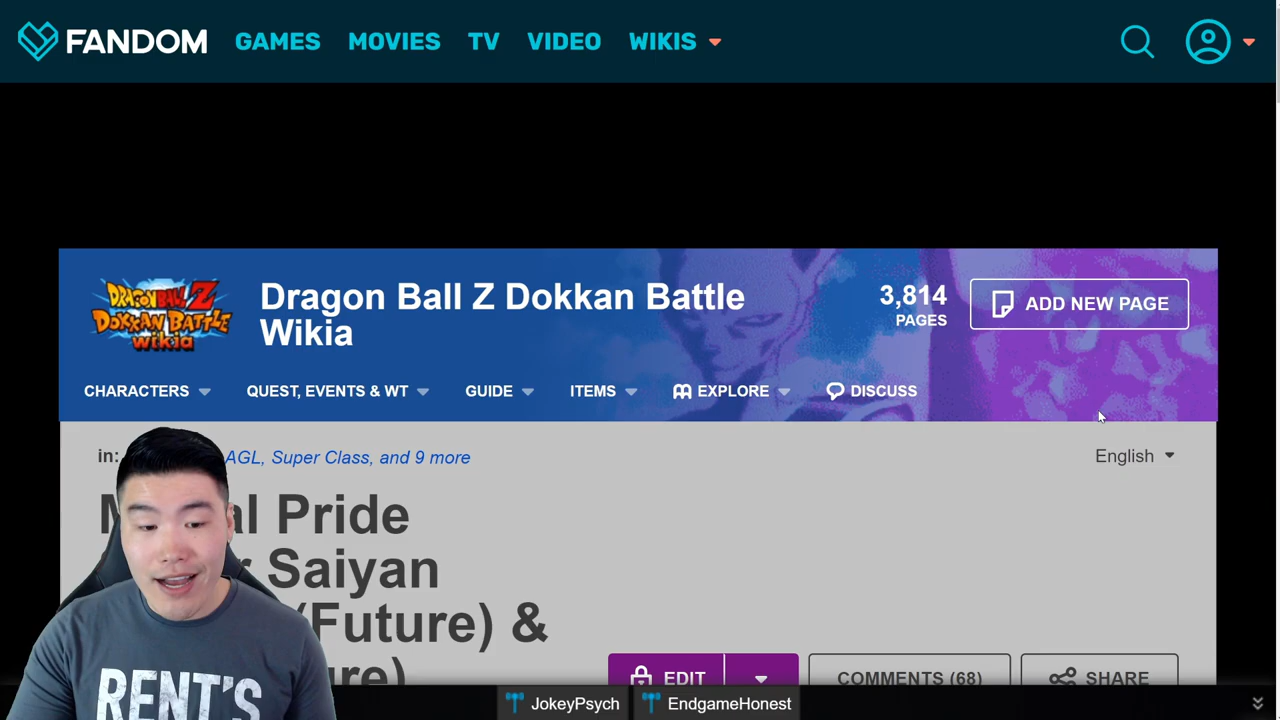 FANDOM GAMES MOVIES TV VIDEO WIKIS
DRAGON BALL Z
DOKKAN BATTLE
wikia
Dragon Ball Z Dokkan Battle
Wikia
3,814
PAGES
ADD NEW PAGE
CHARACTERS QUEST, EVENTS & WT GUIDE ITEMS EXPLORE DISCUSS
in: AGL, Super Class, and 9 more
English
Pride
Saiyan
(Future) &
EDIT COMMENTS (68) SHARE
RENT'S
JokeyPsych EndgameHonest